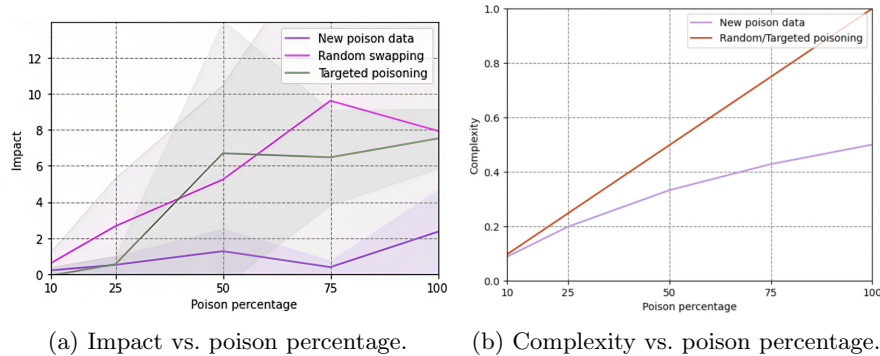 New poison data
Random swapping
Targeted poisoning
14
12
10
8
6
4
2
0
Impact
10 25 50 75 100
Poison percentage
(a) Impact vs. poison percentage.
New poison data
Random/Targeted poisoning
1.0
0.8
0.6
0.4
0.2
0.0
Complexity
10 25 50 75 100
Poison percentage
(b) Complexity vs. poison percentage.